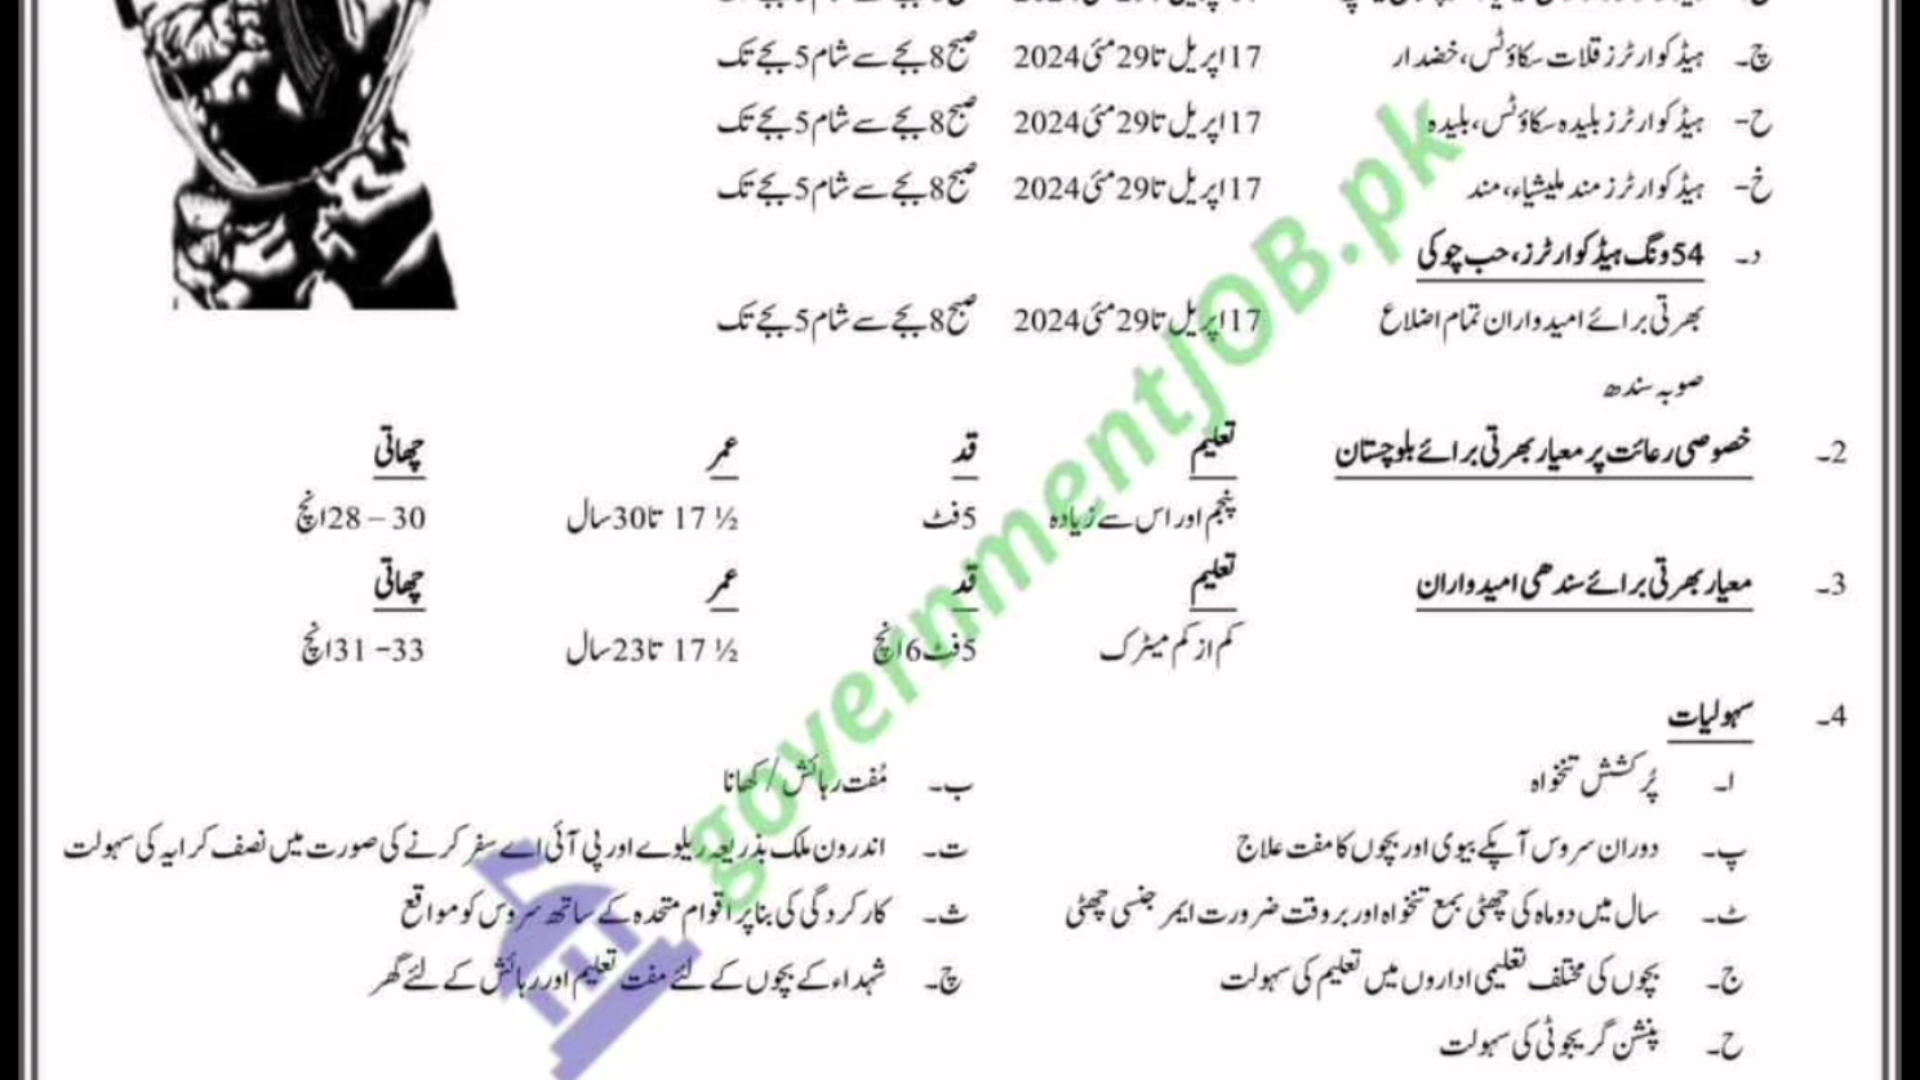 چ۔ ہیڈ کوارٹرز قلات سکاؤٹس، خضدار 17 اپریل تا 29 مئی 2024 صبح 8 بجے سے شام 5 بجے تک
ح- ہیڈ کوارٹرز بلیدہ سکاؤٹس، بلیدہ 17 اپریل تا 29 مئی 2024 صبح 8 بجے سے شام 5 بجے تک
خ- ہیڈ کوارٹرز مند ملیشیاء، مند 17 اپریل تا 29 مئی 2024 صبح 8 بجے سے شام 5 بجے تک
د۔ 54 ونگ ہیڈ کوارٹرز، حب چوکی
بھرتی برائے امیدواران تمام اضلاع 17 اپریل تا 29 مئی 2024 صبح 8 بجے سے شام 5 بجے تک
صوبہ سندھ
2۔ خصوصی رعائت پر معیار بھرتی برائے بلوچستان تعلیم قد عمر چھاتی
پنجم اور اس سے زیادہ 5 فٹ 17 ½ تا 30 سال 28 – 30 انچ
3۔ معیار بھرتی برائے سندھی امیدواران تعلیم قد عمر چھاتی
کم از کم میٹرک 5 فٹ 6 انچ 17 ½ تا 23 سال 31 – 33 انچ
4۔ سہولیات
ا۔ پُرکشش تنخواہ ب۔ مُفت رہائش / کھانا
پ۔ دوران سروس آپکے بیوی اور بچوں کا مفت علاج ت۔ اندرون ملک بذریعہ ریلوے اور پی آئی اے سفر کرنے کی صورت میں نصف کرایہ کی سہولت
ٹ۔ سال میں دو ماہ کی چھٹی بمع تنخواہ اور بروقت ضرورت ایمرجنسی چھٹی ث۔ کارکردگی کی بنا پر اقوام متحدہ کے ساتھ سروس کو مواقع
ج۔ بچوں کی مختلف تعلیمی اداروں میں تعلیم کی سہولت چ۔ شہداء کے بچوں کے لئے مفت تعلیم اور رہائش کے لئے گھر
ح۔ پنشن گریجوٹی کی سہولت
governmentJOB.pk